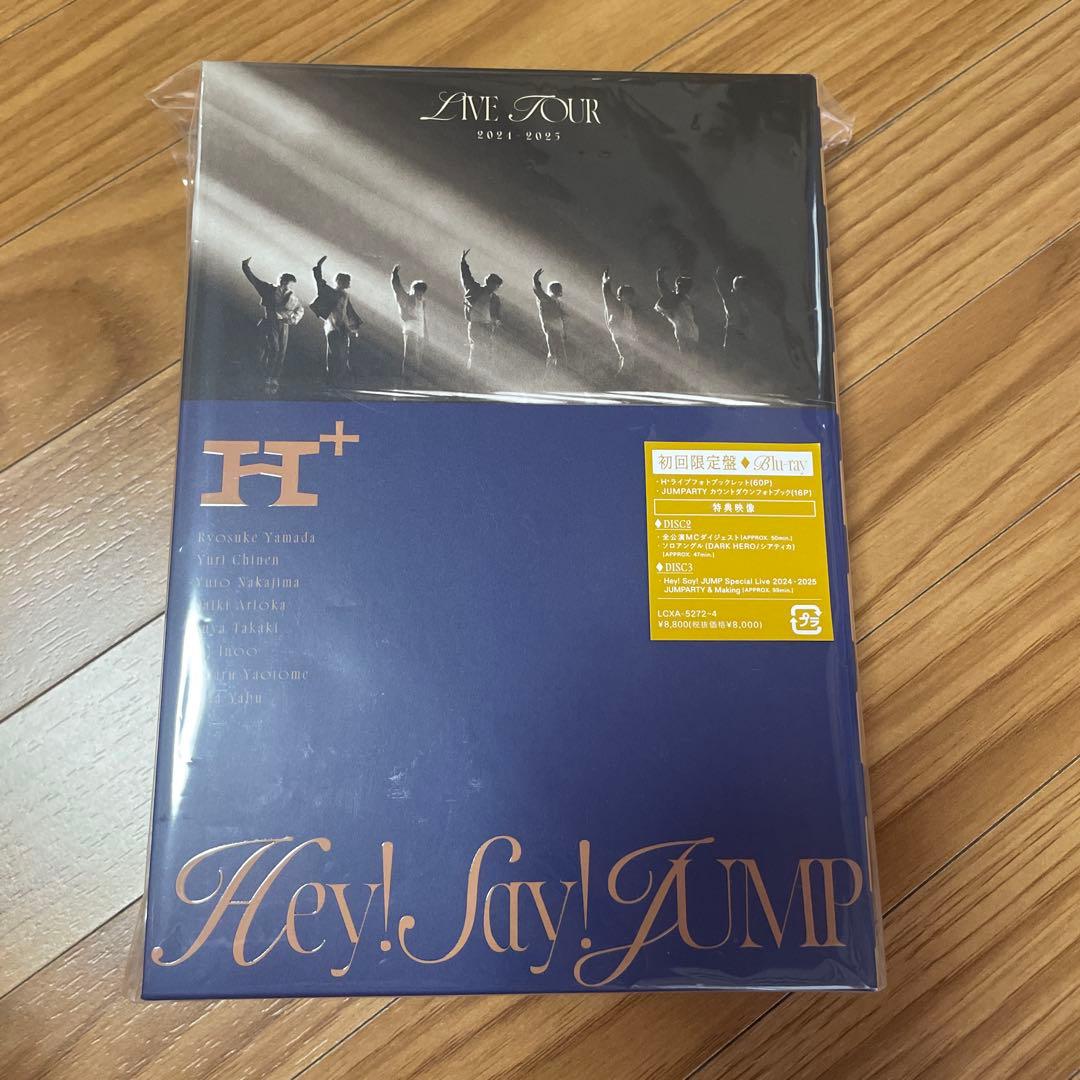 LIVE TOUR
2024-2025
H+
Ryosuke Yamada
Yuri Chinen
Yuto Nakajima
Arioka
Takaki
Inoo
Yaotome
Yabu
初回限定盤♦Blu-ray
・H⁺ライブフォトブックレット(60P)
・JUMPARTY カウントダウンフォトブック(16P)
特典映像
♦DISC2
・全公演MCダイジェスト[APPROX. 50min.]
・ソロアングル(DARK HERO/シアティカ)
[APPROX. 47min.]
♦DISC3
・Hey! Say! JUMP Special Live 2024-2025
JUMPARTY & Making[APPROX. 95min.]
LCXA-5272~4
¥8,800(税抜価格¥8,000)
プラ
Hey! Say! JUMP